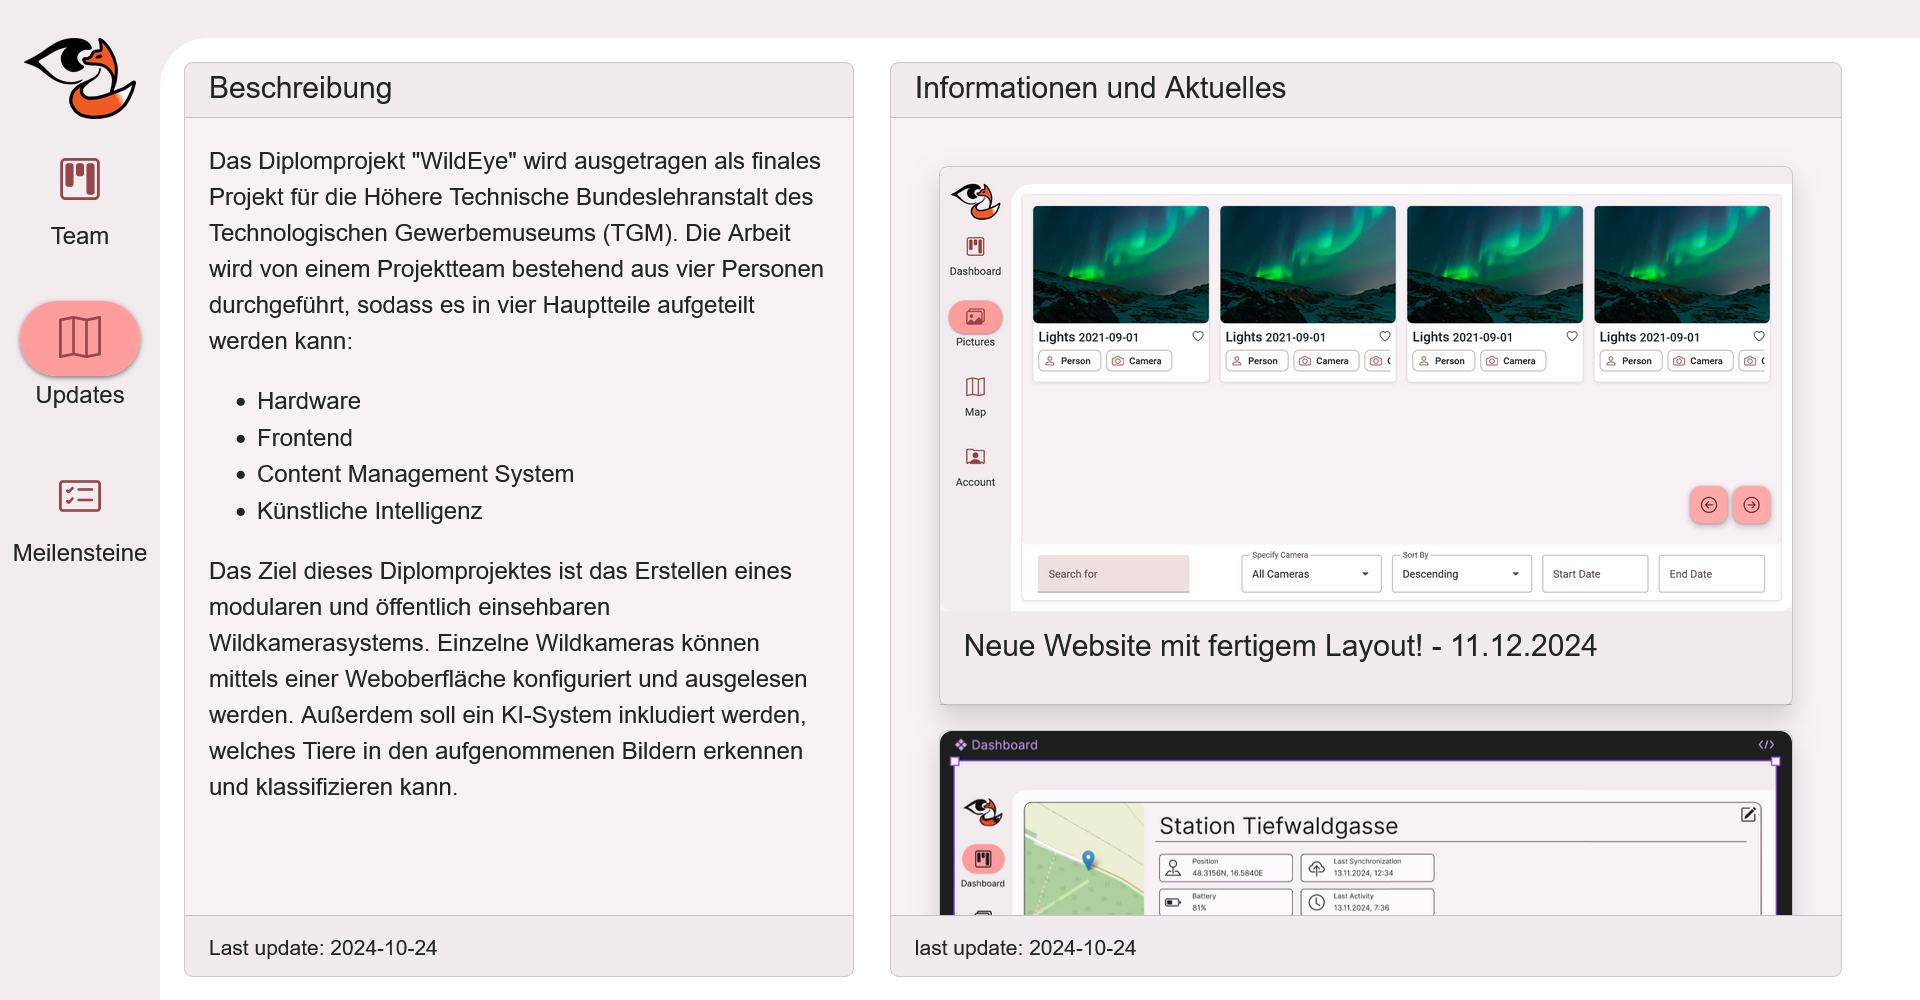 Team
Updates
Meilensteine
Beschreibung
Das Diplomprojekt "WildEye" wird ausgetragen als finales
Projekt für die Höhere Technische Bundeslehranstalt des
Technologischen Gewerbemuseums (TGM). Die Arbeit
wird von einem Projektteam bestehend aus vier Personen
durchgeführt, sodass es in vier Hauptteile aufgeteilt
werden kann:
Hardware
Frontend
Content Management System
Künstliche Intelligenz
Das Ziel dieses Diplomprojektes ist das Erstellen eines
modularen und öffentlich einsehbaren
Wildkamerasystems. Einzelne Wildkameras können
mittels einer Weboberfläche konfiguriert und ausgelesen
werden. Außerdem soll ein KI-System inkludiert werden,
welches Tiere in den aufgenommenen Bildern erkennen
und klassifizieren kann.
Last update: 2024-10-24
Informationen und Aktuelles
Dashboard
Pictures
Map
Account
Lights 2021-09-01
Person Camera
Lights 2021-09-01
Person Camera
Lights 2021-09-01
Person Camera
Lights 2021-09-01
Person Camera
Search for
Specify Camera
All Cameras
Sort By
Descending
Start Date
End Date
Neue Website mit fertigem Layout! - 11.12.2024
Dashboard
Dashboard
Station Tiefwaldgasse
Position
48.3156N, 16.5840E
Last Synchronization
13.11.2024, 12:34
Battery
81%
Last Activity
13.11.2024, 7:36
last update: 2024-10-24